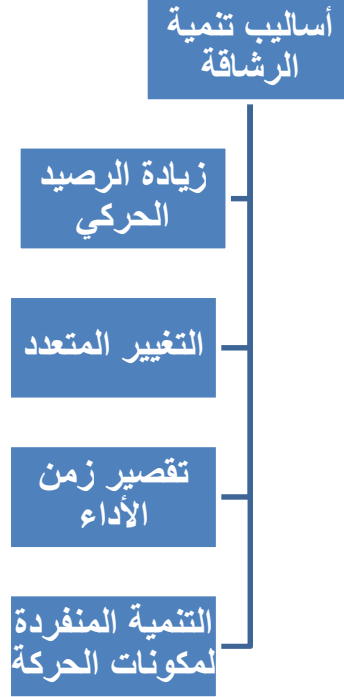 أساليب تنمية
الرشاقة
زيادة الرصيد
الحركي
التغيير المتعدد
تقصير زمن
الأداء
التنمية المنفردة
لمكونات الحركة